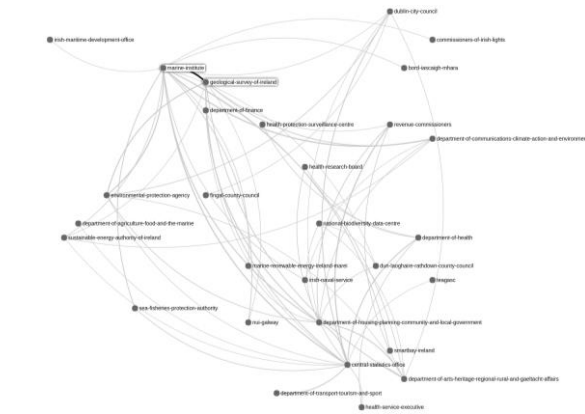 dublin-city-council
irish-maritime-development-office
commissioners-of-irish-lights
marine-institute
bord-iascaigh-mhara
geological-survey-of-ireland
department-of-finance
health-protection-surveillance-centre
revenue-commissioners
department-of-communications-climate-action-and-environment
health-research-board
environmental-protection-agency
fingal-county-council
department-of-agriculture-food-and-the-marine
national-biodiversity-data-centre
sustainable-energy-authority-of-ireland
department-of-health
marine-renewable-energy-ireland-marei
dun-laoghaire-rathdown-county-council
irish-naval-service
teagasc
sea-fisheries-protection-authority
nui-galway
department-of-housing-planning-community-and-local-government
smartbay-ireland
central-statistics-office
department-of-arts-heritage-regional-rural-and-gaeltacht-affairs
department-of-transport-tourism-and-sport
health-service-executive